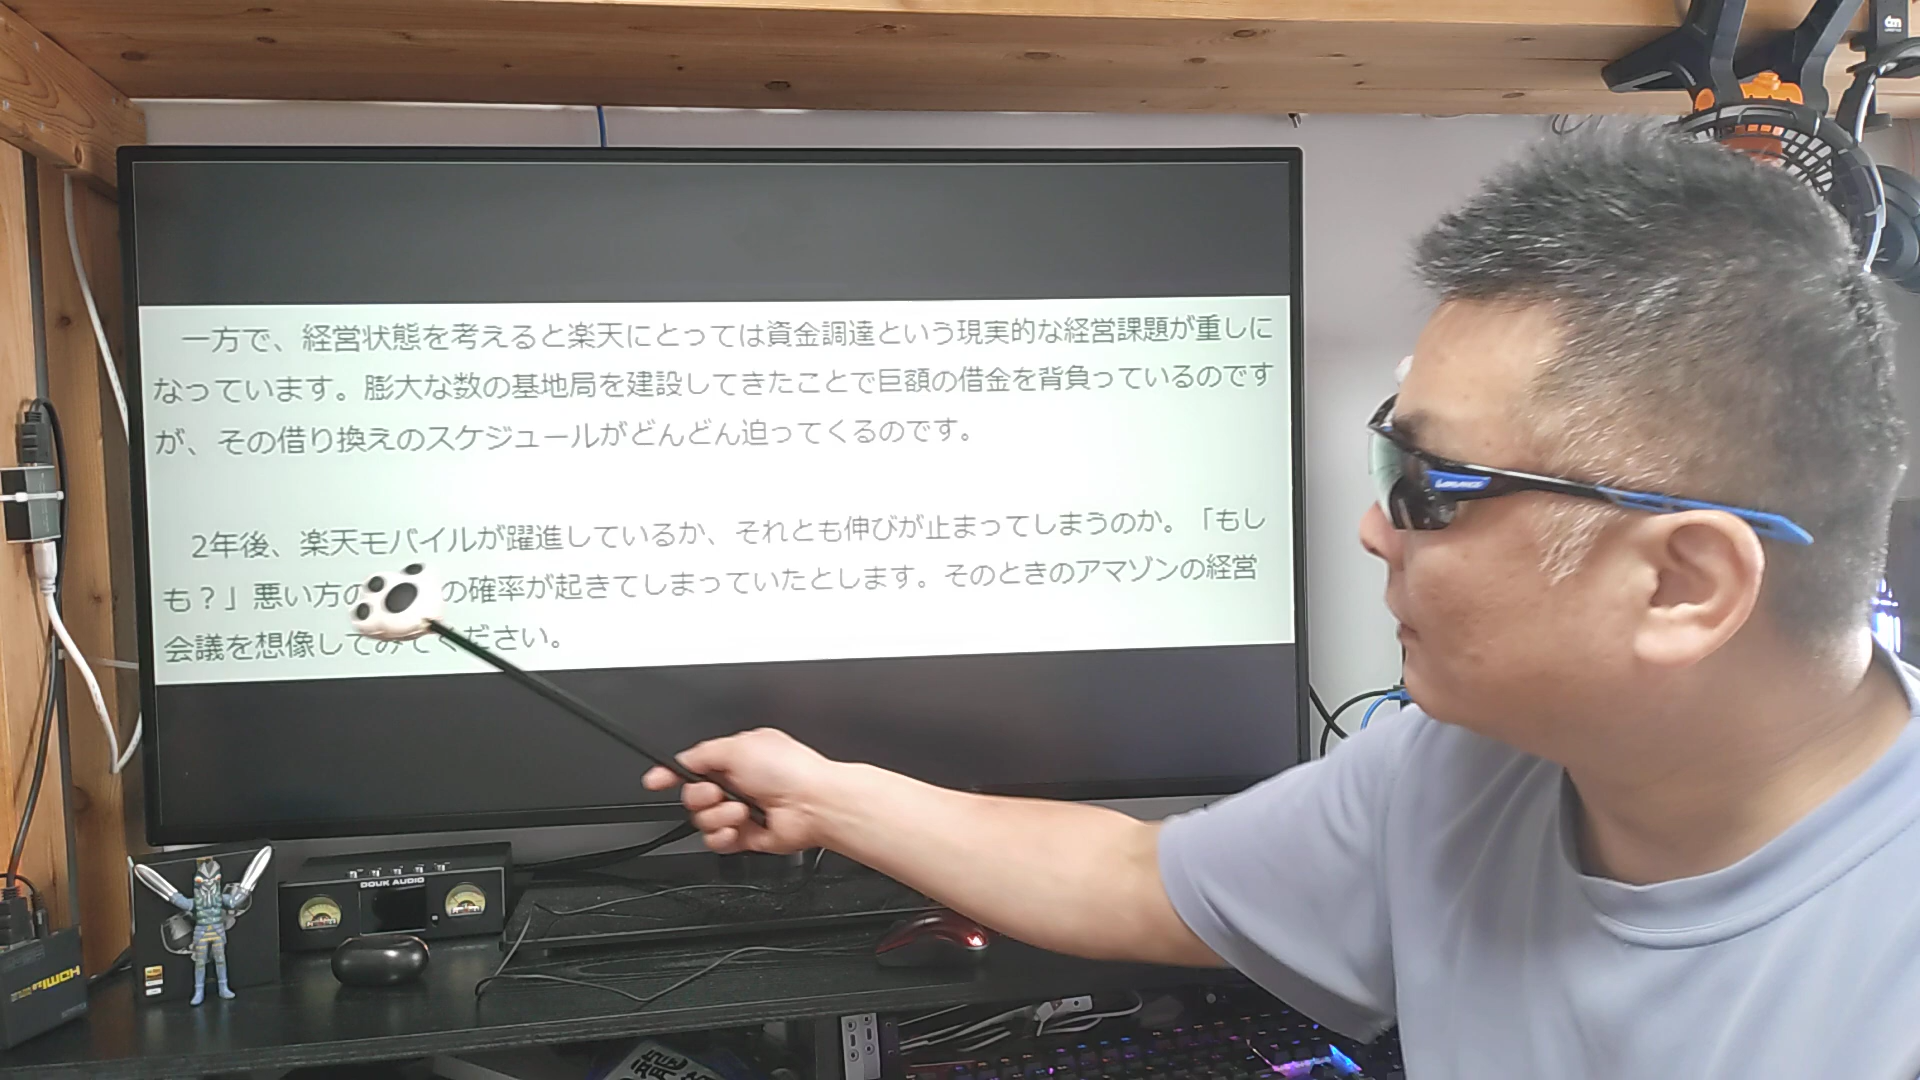 一方で、経営状態を考えると楽天にとっては資金調達という現実的な経営課題が重しに
なっています。膨大な数の基地局を建設してきたことで巨額の借金を背負っているのです
が、その借り換えのスケジュールがどんどん迫ってくるのです。
2年後、楽天モバイルが躍進しているか、それとも伸びが止まってしまうのか。「もし
も？」悪い方の の確率が起きてしまっていたとします。そのときのアマゾンの経営
会議を想像してみてください。
DOUK AUDIO
HDMI
龍